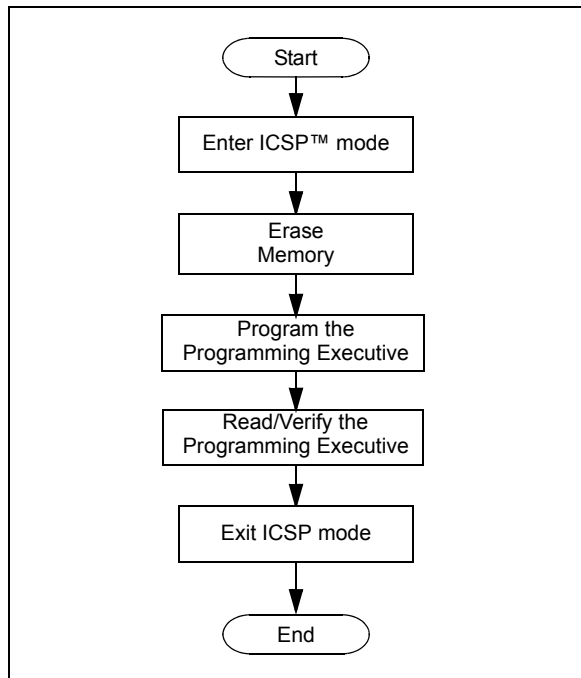 Start
Enter ICSP™ mode
Erase
Memory
Program the
Programming Executive
Read/Verify the
Programming Executive
Exit ICSP mode
End